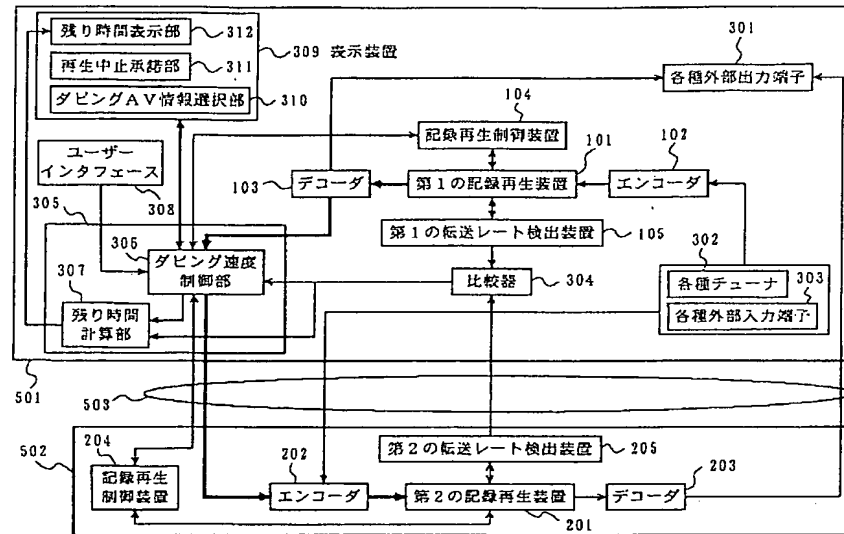 残り時間表示部
312
再生中止承諾部
311
ダビングAV情報選択部
310
309 表示装置
301
各種外部出力端子
104
記録再生制御装置
101
102
ユーザー
インタフェース
308
103
デコーダ
第1の記録再生装置
エンコーダ
305
306
ダビング速度
制御部
第1の転送レート検出装置
105
302
各種チューナ
303
各種外部入力端子
比較器
304
307
残り時間
計算部
501
503
502
204
記録再生
制御装置
202
エンコーダ
第2の転送レート検出装置
205
第2の記録再生装置
201
203
デコーダ